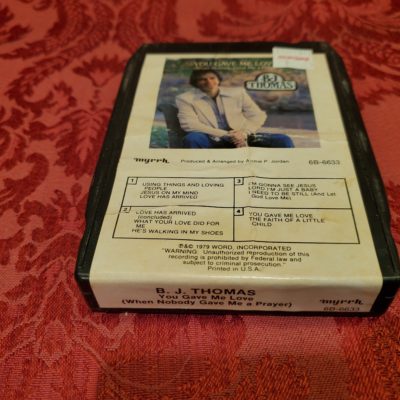 YOU GAVE ME LOVE
B.J.
THOMAS
myrrh
Produced & Arranged by Archie P. Jordan
8B-6633
1
USING THINGS AND LOVING
PEOPLE
JESUS ON MY MIND
LOVE HAS ARRIVED
2
LOVE HAS ARRIVED
(concluded)
WHAT YOUR LOVE DID FOR
ME
HE'S WALKING IN MY SHOES
3
I'M GONNA SEE JESUS
LORD I'M JUST A BABY
I NEED TO BE STILL (And Let
God Love Me)
4
YOU GAVE ME LOVE
THE FAITH OF A LITTLE
CHILD
℗&© 1979 WORD, INCORPORATED
"WARNING: Unauthorized reproduction of this
recording is prohibited by Federal law and
subject to criminal prosecution."
Printed in U.S.A.
B. J. THOMAS
You Gave Me Love
(When Nobody Gave Me a Prayer)
myrrh
8B-6633